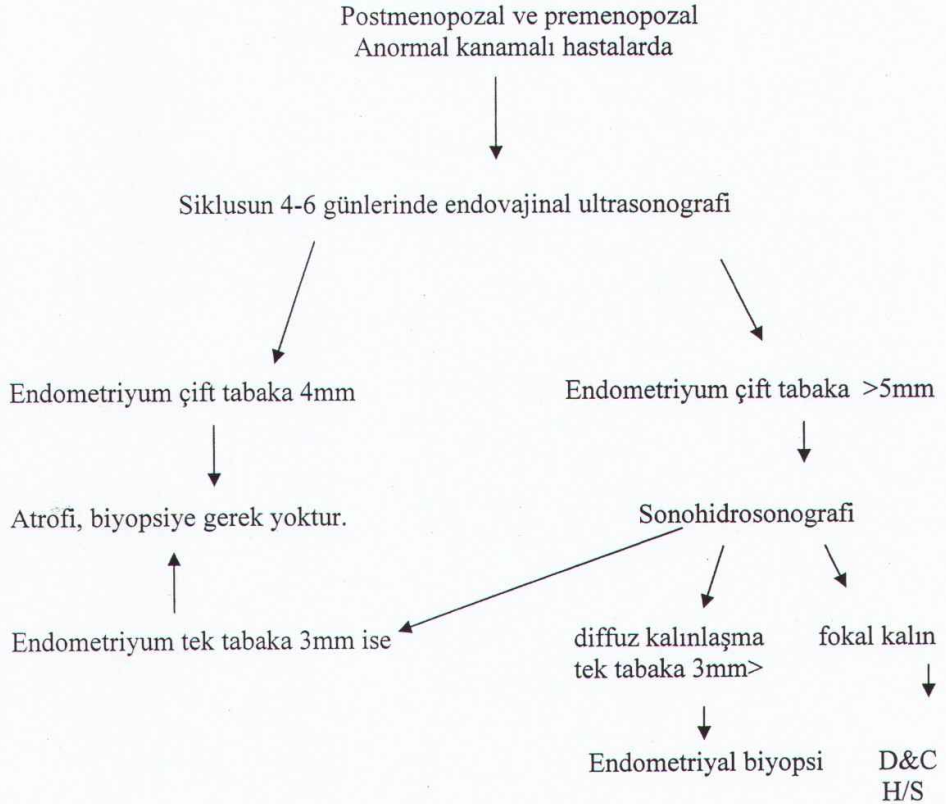 Postmenopozal ve premenopozal
Anormal kanamalı hastalarda
Siklusun 4-6 günlerinde endovajinal ultrasonografi
Endometriyum çift tabaka 4mm
Endometriyum çift tabaka >5mm
Atrofi, biyopsiye gerek yoktur.
Sonohidrosonografi
Endometriyum tek tabaka 3mm ise
diffuz kalınlaşma
tek tabaka 3mm>
fokal kalın
Endometriyal biyopsi
D&C
H/S